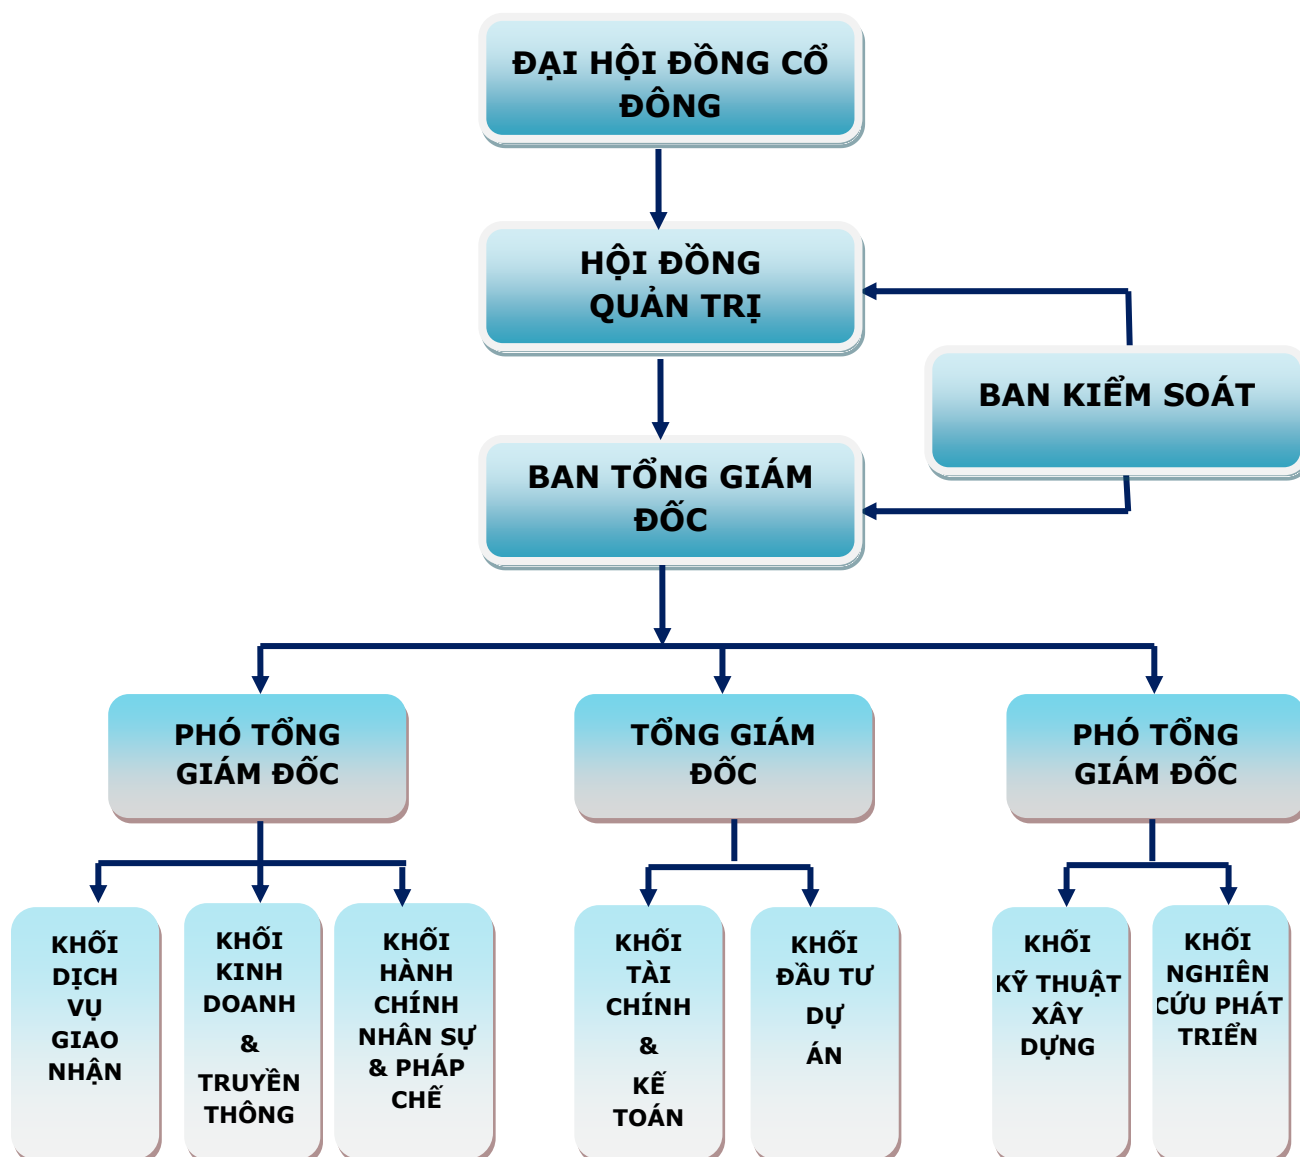 ĐẠI HỘI ĐỒNG CỔ
ĐÔNG
HỘI ĐỒNG
QUẢN TRỊ
BAN KIỂM SOÁT
BAN TỔNG GIÁM
ĐỐC
PHÓ TỔNG
GIÁM ĐỐC
TỔNG GIÁM
ĐỐC
PHÓ TỔNG
GIÁM ĐỐC
KHỐI
DỊCH
VỤ
GIAO
NHẬN
KHỐI
KINH
DOANH
&
TRUYỀN
THÔNG
KHỐI
HÀNH
CHÍNH
NHÂN SỰ
& PHÁP
CHẾ
KHỐI
TÀI
CHÍNH
&
KẾ
TOÁN
KHỐI
ĐẦU TƯ
DỰ
ÁN
KHỐI
KỸ THUẬT
XÂY
DỰNG
KHỐI
NGHIÊN
CỨU PHÁT
TRIỂN